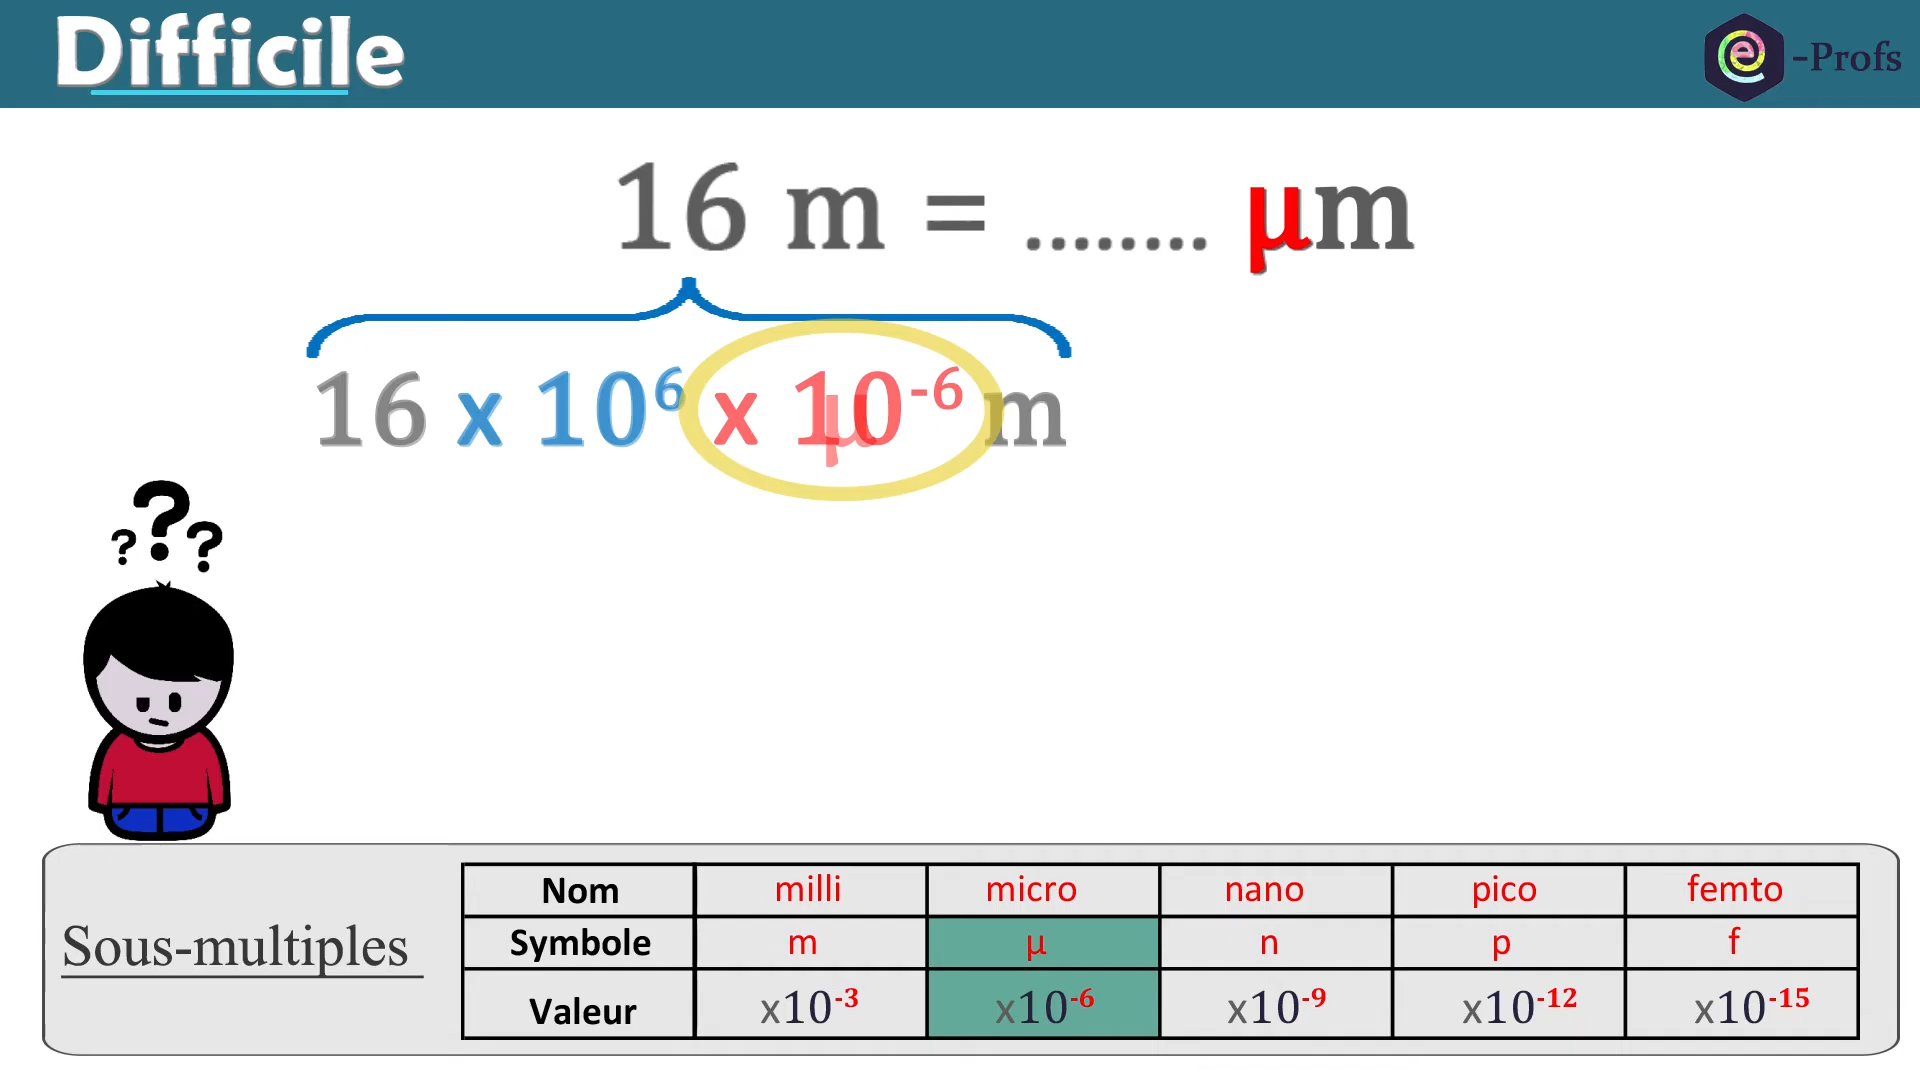 Difficile
e-Profs
16 m = ........ µm
16 x 10⁶ x 10⁻⁶ µ m
? ? ?
Sous-multiples
Nom milli micro nano pico femto
Symbole m µ n p f
Valeur x10⁻³ x10⁻⁶ x10⁻⁹ x10⁻¹² x10⁻¹⁵